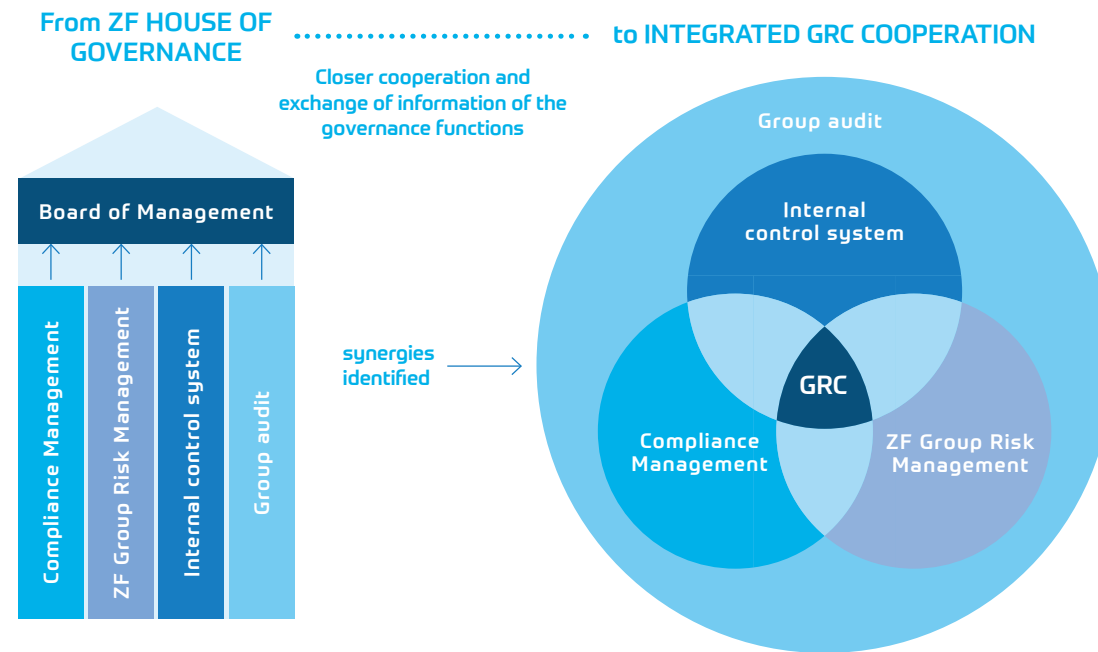 From ZF HOUSE OF
GOVERNANCE
to INTEGRATED GRC COOPERATION
Closer cooperation and
exchange of information of the
governance functions
Board of Management
Compliance Management
ZF Group Risk Management
Internal control system
Group audit
synergies
identified
Group audit
Internal
control system
GRC
Compliance
Management
ZF Group Risk
Management